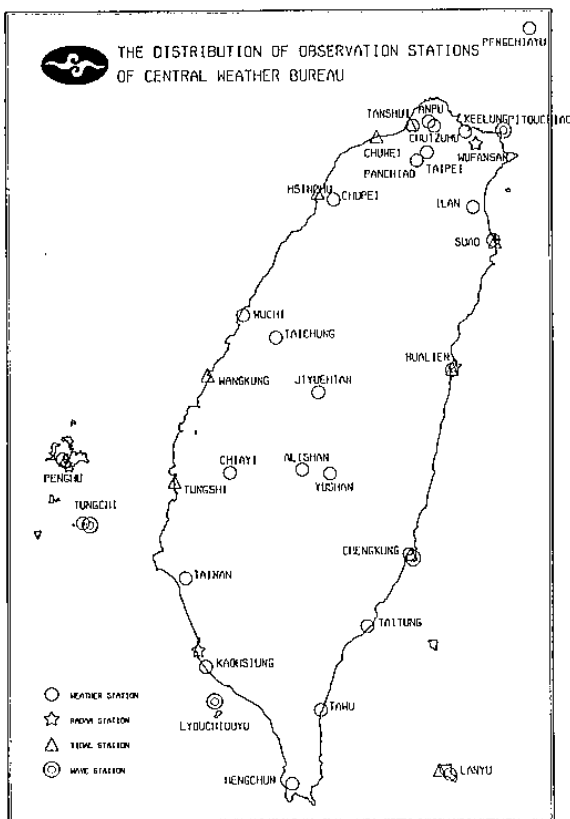 PENGCHIAYU
THE DISTRIBUTION OF OBSERVATION STATIONS
OF CENTRAL WEATHER BUREAU
TANSHUI
ANPU
KEELUNG
PITOUCHIAO
CHUTZUHU
CHUWEI
WUFANSAN
TAIPEI
PANCHIAO
HSINCHU
CHUPEI
ILAN
SUAO
WUCHI
TAICHUNG
HUALIEN
WANGKUNG
JIYUEHTAN
CHIAYI
ALISHAN
YUSHAN
PENGHU
TUNGSHI
TUNGCHI
CHENGKUNG
TAINAN
TAITUNG
KAOHSIUNG
WEATHER STATION
TAWU
RADAR STATION
LYOUCHIOUYU
TIDAL STATION
WAVE STATION
LANYU
HENGCHUN